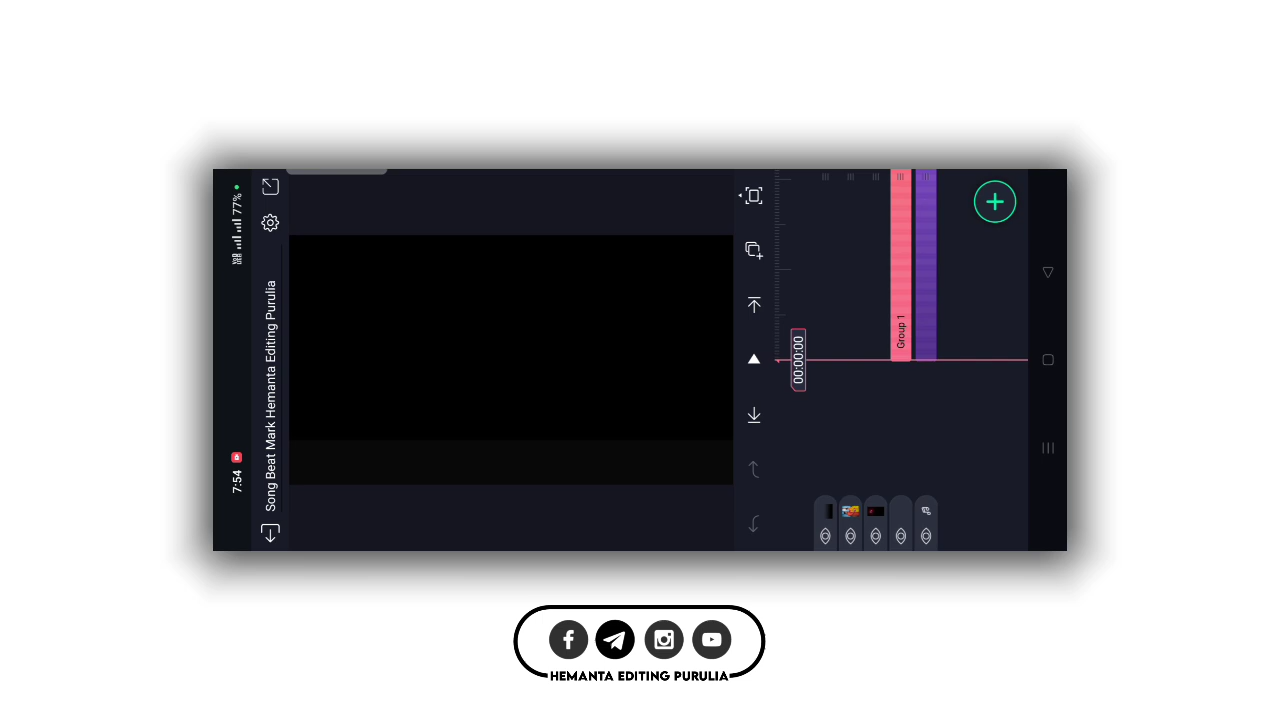 7:54
77%
Song Beat Mark Hemanta Editing Purulia
00:00:00
Group 1
HEMANTA EDITING PURULIA